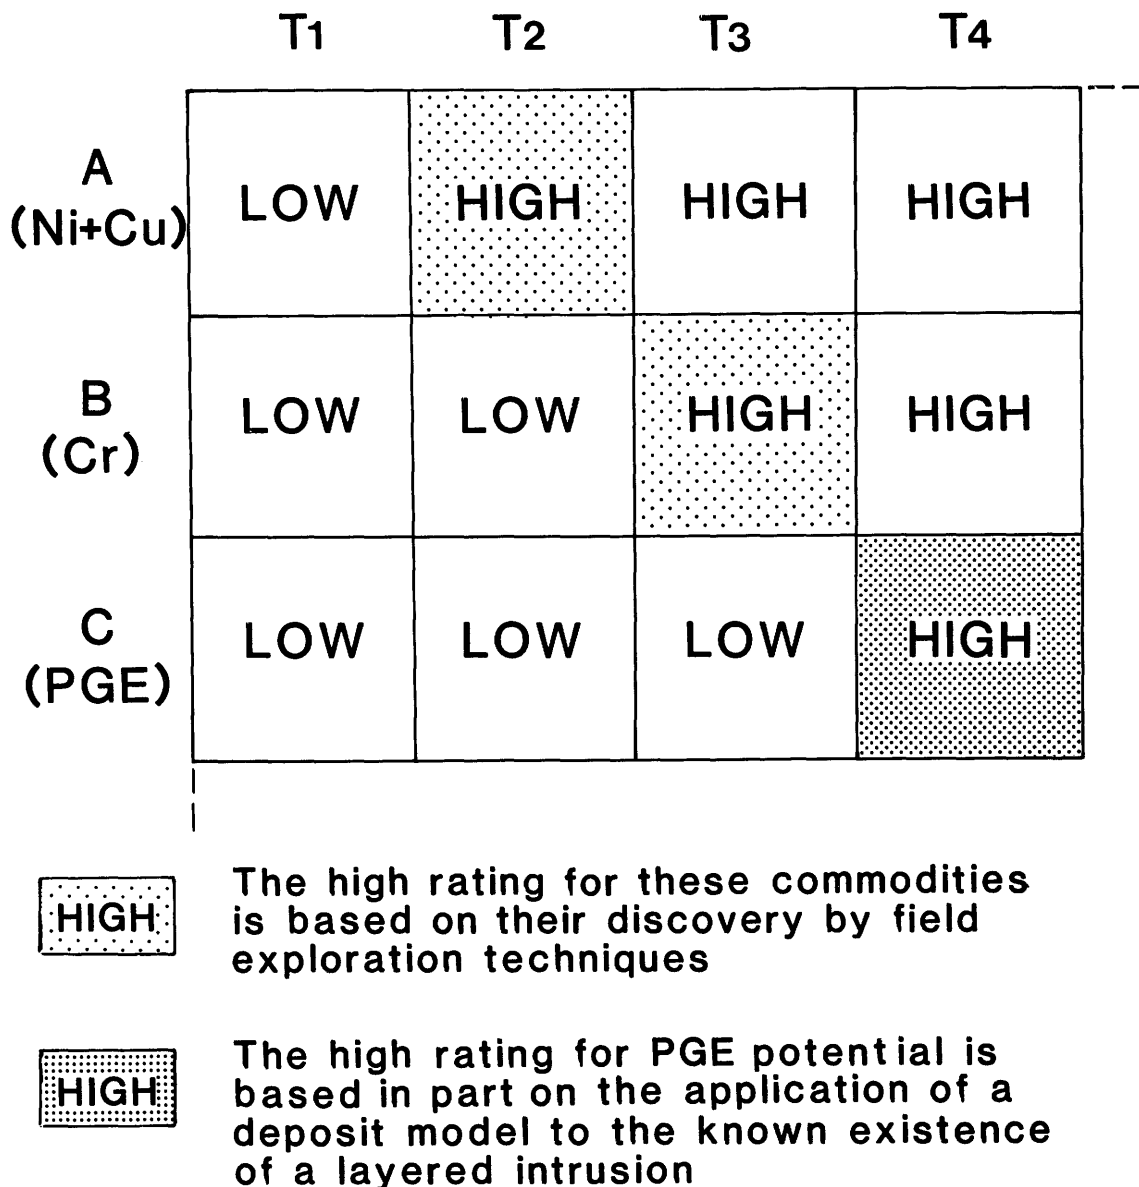 T1 T2 T3 T4
A
(Ni+Cu)
LOW HIGH HIGH HIGH
B
(Cr)
LOW LOW HIGH HIGH
C
(PGE)
LOW LOW LOW HIGH
HIGH
The high rating for these commodities
is based on their discovery by field
exploration techniques
HIGH
The high rating for PGE potential is
based in part on the application of a
deposit model to the known existence
of a layered intrusion